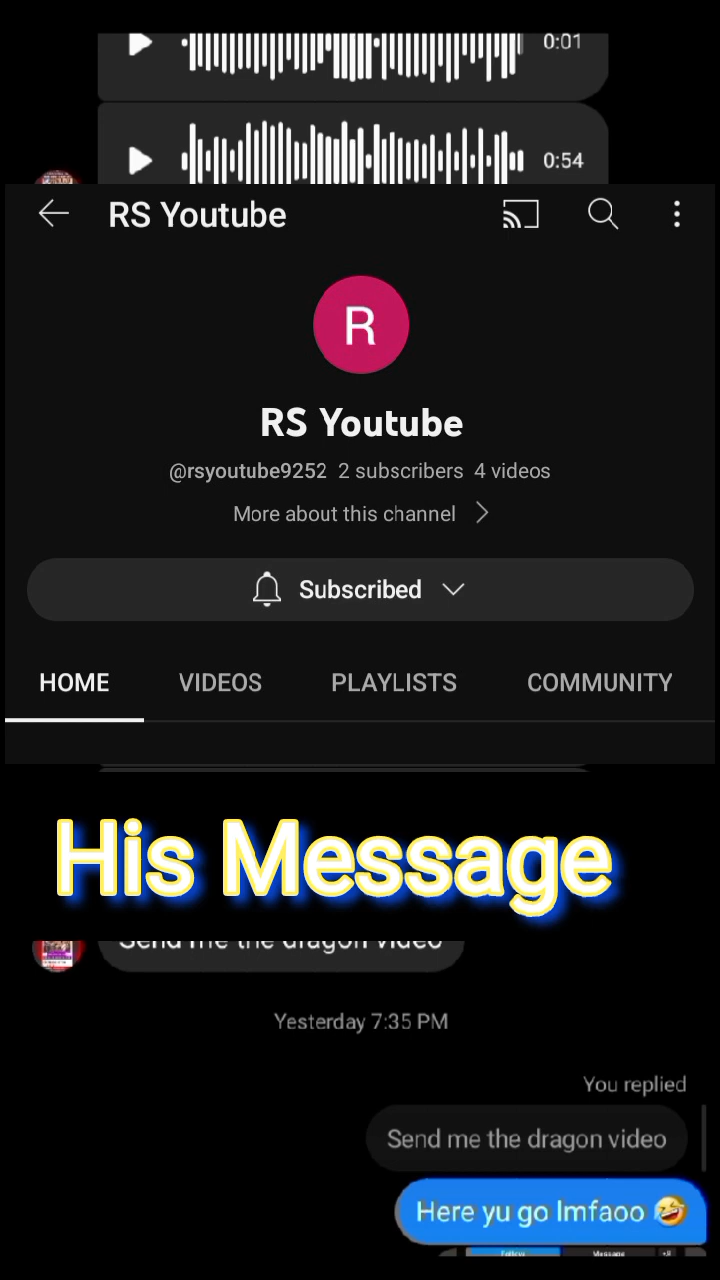 0:01
0:54
RS Youtube
R
RS Youtube
@rsyoutube9252 2 subscribers 4 videos
More about this channel
Subscribed
HOME VIDEOS PLAYLISTS COMMUNITY
His Message
Send me the dragon video
Yesterday 7:35 PM
You replied
Send me the dragon video
Here yu go lmfaoo 🤣
Follow Message